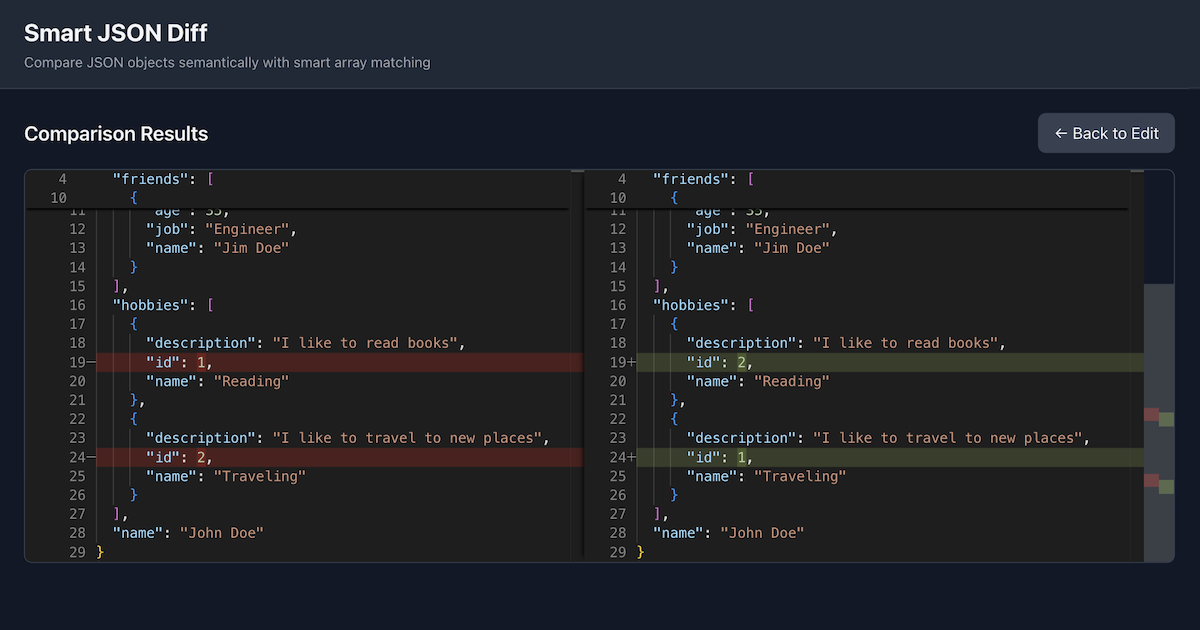 Smart JSON Diff
Compare JSON objects semantically with smart array matching
Comparison Results
← Back to Edit
4 "friends": [
10 {
11 "age": 35,
12 "job": "Engineer",
13 "name": "Jim Doe"
14 }
15 ],
16 "hobbies": [
17 {
18 "description": "I like to read books",
19− "id": 1,
20 "name": "Reading"
21 },
22 {
23 "description": "I like to travel to new places",
24− "id": 2,
25 "name": "Traveling"
26 }
27 ],
28 "name": "John Doe"
29 }
4 "friends": [
10 {
11 "age": 35,
12 "job": "Engineer",
13 "name": "Jim Doe"
14 }
15 ],
16 "hobbies": [
17 {
18 "description": "I like to read books",
19+ "id": 2,
20 "name": "Reading"
21 },
22 {
23 "description": "I like to travel to new places",
24+ "id": 1,
25 "name": "Traveling"
26 }
27 ],
28 "name": "John Doe"
29 }